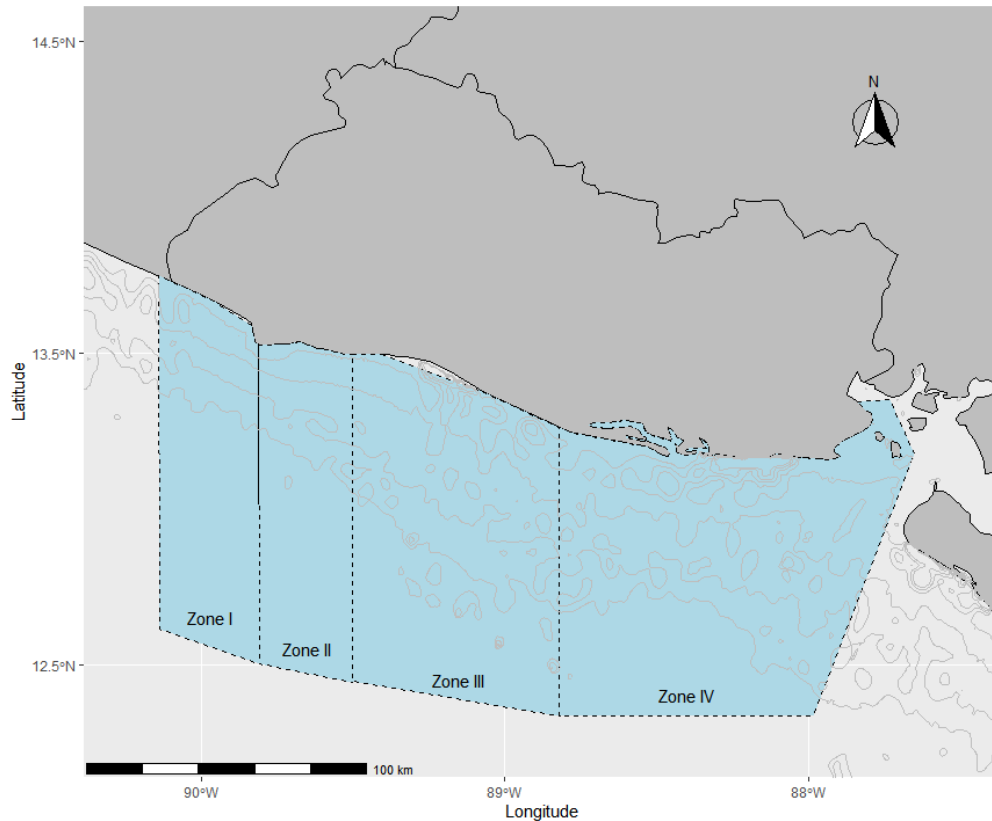 14.5°N
N
13.5°N
Latitude
Zone I
Zone II
12.5°N
Zone III
Zone IV
100 km
90°W
89°W
88°W
Longitude